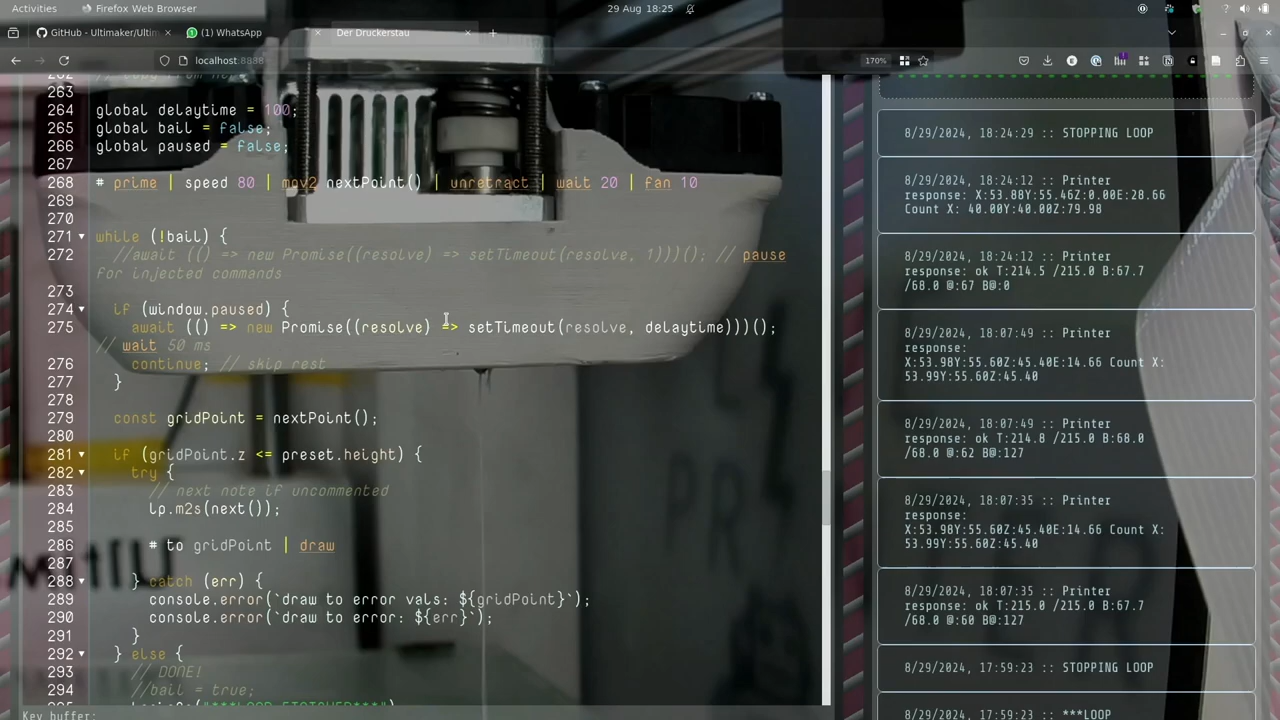 Activities
Firefox Web Browser
29 Aug 18:25
GitHub - Ultimaker/Ultim
(1) WhatsApp
Der Druckerstau
localhost:8888
170%
263
264 global delaytime = 100;
265 global bail = false;
266 global paused = false;
267
268 # prime | speed 80 | mov2 nextPoint() | unretract | wait 20 | fan 10
269
270
271 while (!bail) {
272 //await (() => new Promise((resolve) => setTimeout(resolve, 1)))(); // pause
for injected commands
273
274 if (window.paused) {
275 await (() => new Promise((resolve) => setTimeout(resolve, delaytime)))();
// wait 50 ms
276 continue; // skip rest
277 }
278
279 const gridPoint = nextPoint();
280
281 if (gridPoint.z <= preset.height) {
282 try {
283 // next note if uncommented
284 lp.m2s(next());
285
286 # to gridPoint | draw
287
288 } catch (err) {
289 console.error(`draw to error vals: ${gridPoint}`);
290 console.error(`draw to error: ${err}`);
291 }
292 } else {
293 // DONE!
294 //bail = true;
Key buffer:
8/29/2024, 18:24:29 :: STOPPING LOOP
8/29/2024, 18:24:12 :: Printer
response: X:53.88Y:55.46Z:0.00E:28.66
Count X: 40.00Y:40.00Z:79.98
8/29/2024, 18:24:12 :: Printer
response: ok T:214.5 /215.0 B:67.7
/68.0 @:67 B@:0
8/29/2024, 18:07:49 :: Printer
response:
X:53.98Y:55.60Z:45.40E:14.66 Count X:
53.99Y:55.60Z:45.40
8/29/2024, 18:07:49 :: Printer
response: ok T:214.8 /215.0 B:68.0
/68.0 @:62 B@:127
8/29/2024, 18:07:35 :: Printer
response:
X:53.98Y:55.60Z:45.40E:14.66 Count X:
53.99Y:55.60Z:45.40
8/29/2024, 18:07:35 :: Printer
response: ok T:215.0 /215.0 B:67.7
/68.0 @:60 B@:127
8/29/2024, 17:59:23 :: STOPPING LOOP
8/29/2024, 17:59:23 :: ***LOOP